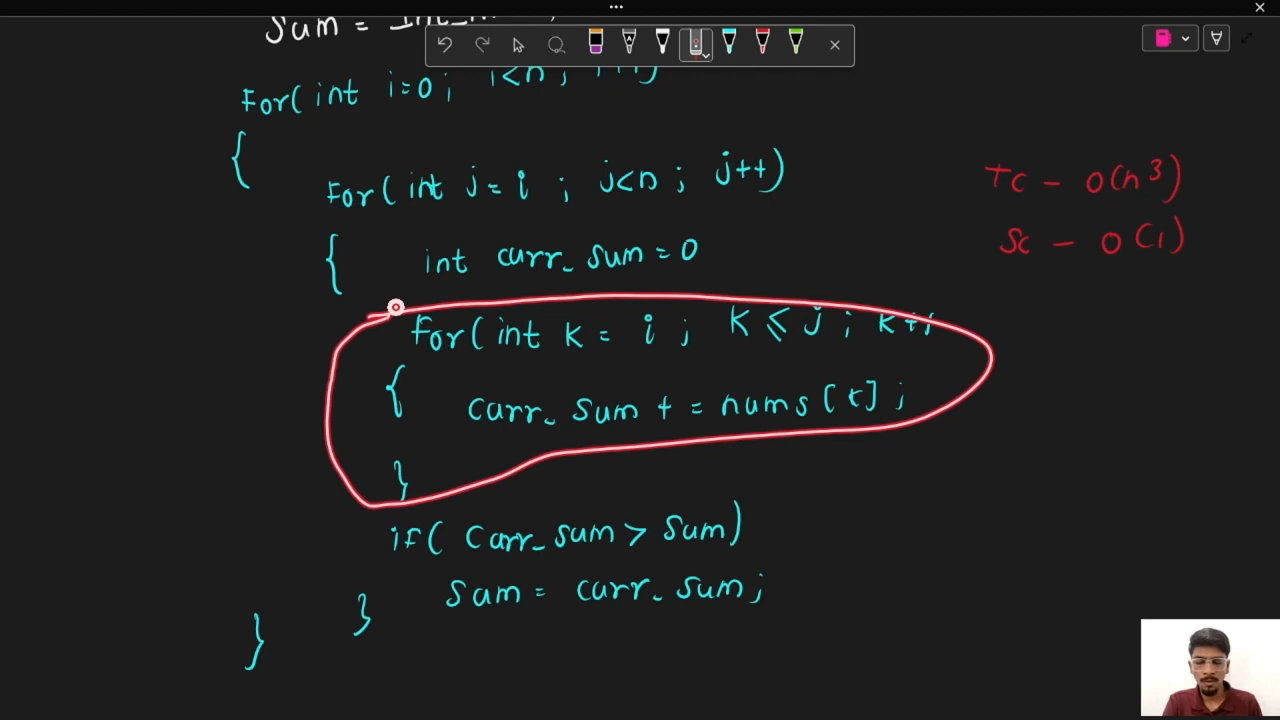 Sum =
For( int i=0; i<n; i++)
{
For( int j = i ; j<n ; j++)
{ int curr_sum = 0
For( int k = i ; k ≤ j ; k++
{
curr_sum += nums[k];
}
if( curr_sum > sum)
sum = curr_sum;
}
}
TC - O(n³)
SC - O(1)